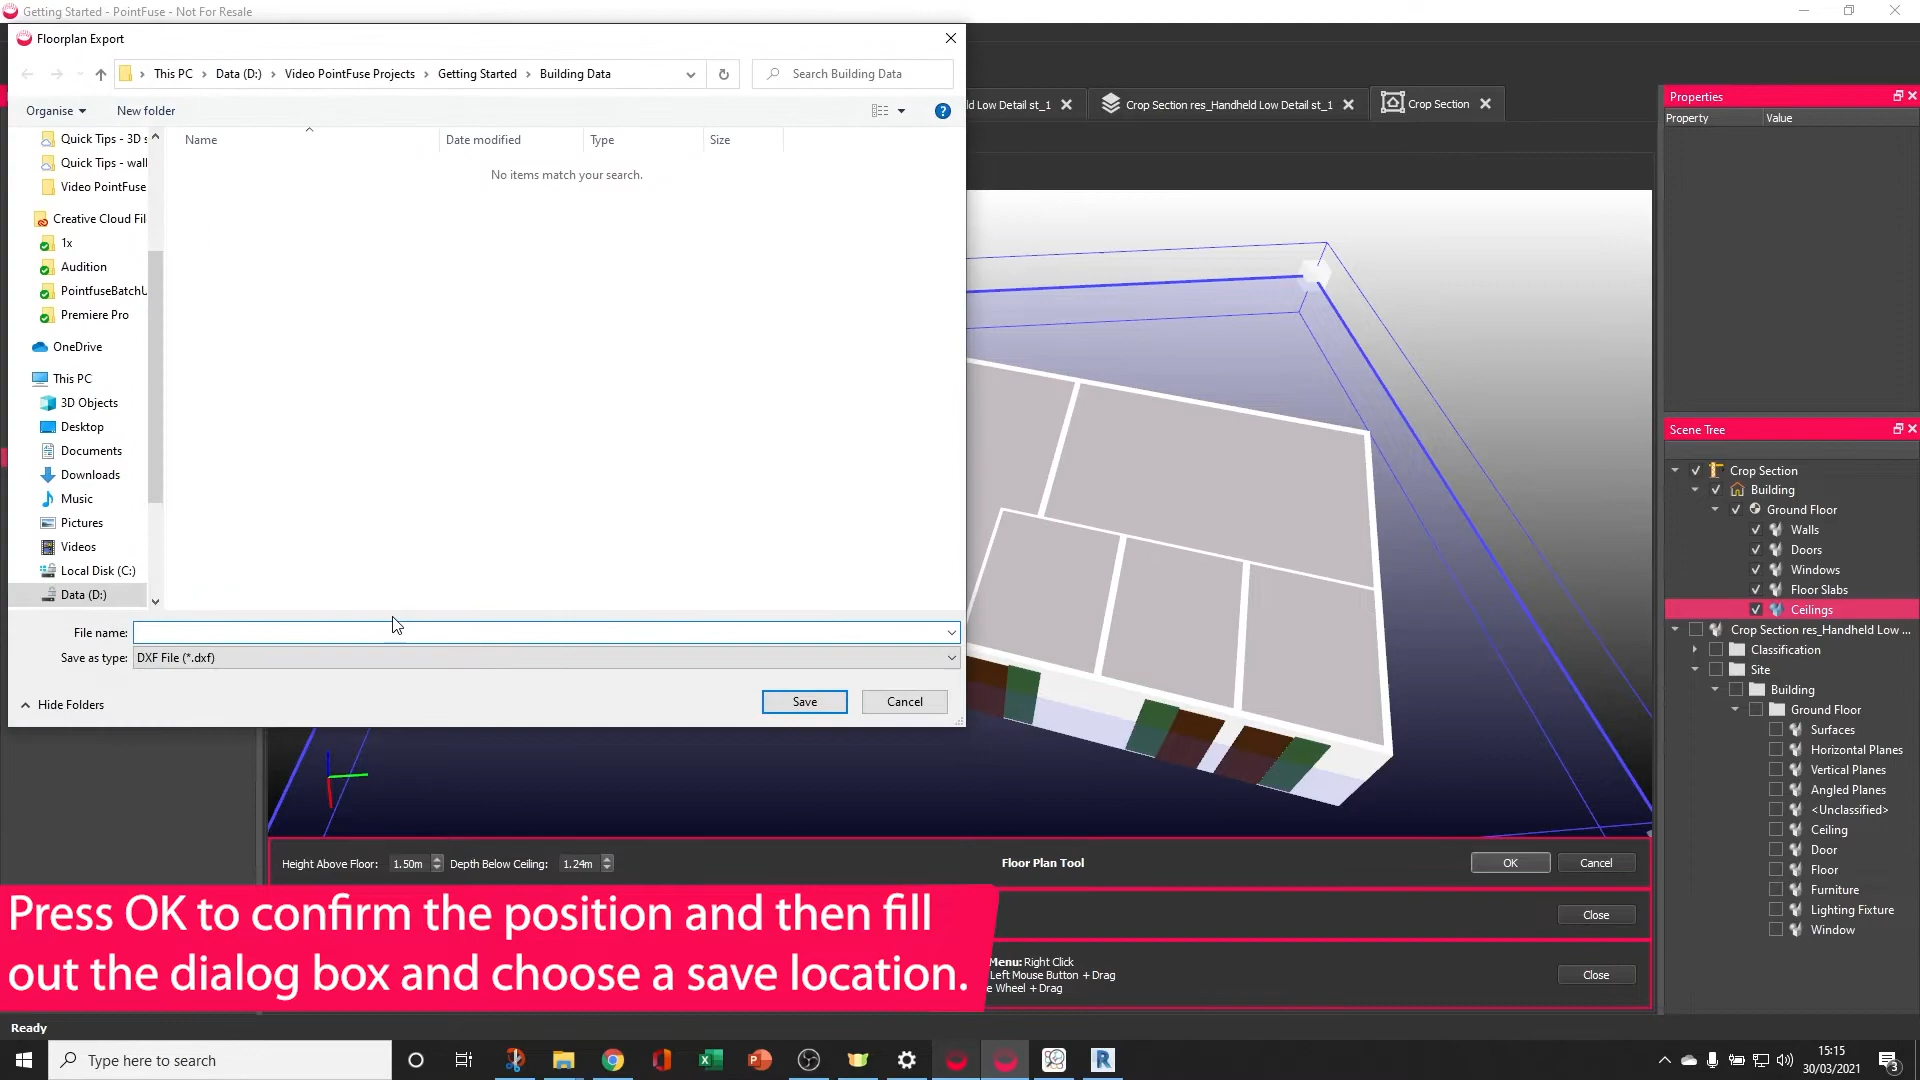 Getting Started - PointFuse - Not For Resale
Floorplan Export
This PC > Data (D:) > Video PointFuse Projects > Getting Started > Building Data
Search Building Data
Organise
New folder
Name
Date modified
Type
Size
No items match your search.
Quick Tips - 3D s
Quick Tips - wall
Video PointFuse
Creative Cloud Fil
1x
Audition
PointfuseBatchU
Premiere Pro
OneDrive
This PC
3D Objects
Desktop
Documents
Downloads
Music
Pictures
Videos
Local Disk (C:)
Data (D:)
File name:
Save as type: DXF File (*.dxf)
Hide Folders
Save
Cancel
ld Low Detail st_1
Crop Section res_Handheld Low Detail st_1
Crop Section
Properties
Property
Value
Scene Tree
Crop Section
Building
Ground Floor
Walls
Doors
Windows
Floor Slabs
Ceilings
Crop Section res_Handheld Low ...
Classification
Site
Building
Ground Floor
Surfaces
Horizontal Planes
Vertical Planes
Angled Planes
<Unclassified>
Ceiling
Door
Floor
Furniture
Lighting Fixture
Window
Height Above Floor: 1.50m Depth Below Ceiling: 1.24m
Floor Plan Tool
OK
Cancel
Close
Menu: Right Click
Left Mouse Button + Drag
e Wheel + Drag
Close
Press OK to confirm the position and then fill
out the dialog box and choose a save location.
Ready
Type here to search
15:15
30/03/2021
3